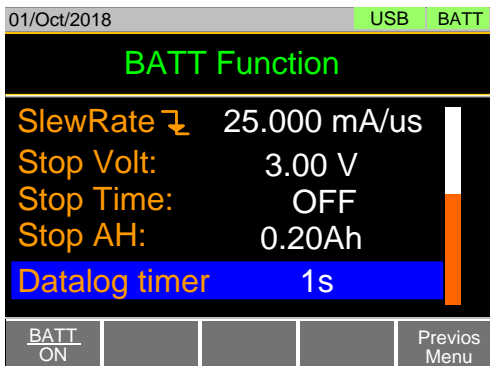 01/Oct/2018 USB BATT
BATT Function
SlewRate 25.000 mA/us
Stop Volt: 3.00 V
Stop Time: OFF
Stop AH: 0.20Ah
Datalog timer 1s
BATT ON
Previos Menu